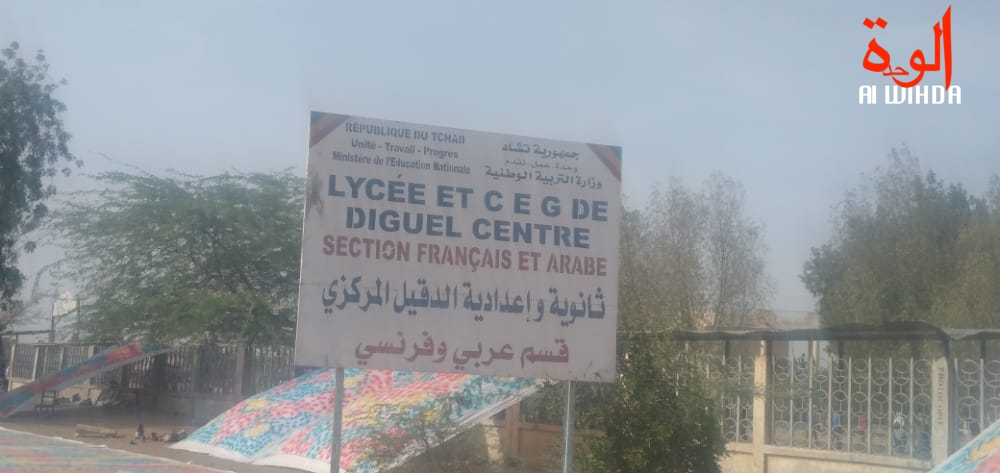 الوحدة
Al WIHDA
RÉPUBLIQUE DU TCHAD
Unité - Travail - Progrès
Ministère de l'Education Nationale
جمهورية تشاد
وحدة. عمل. تقدم
وزارة التربية الوطنية
LYCÉE ET C E G DE
DIGUEL CENTRE
SECTION FRANÇAIS ET ARABE
ثانوية وإعدادية الدقيل المركزي
قسم عربي وفرنسي